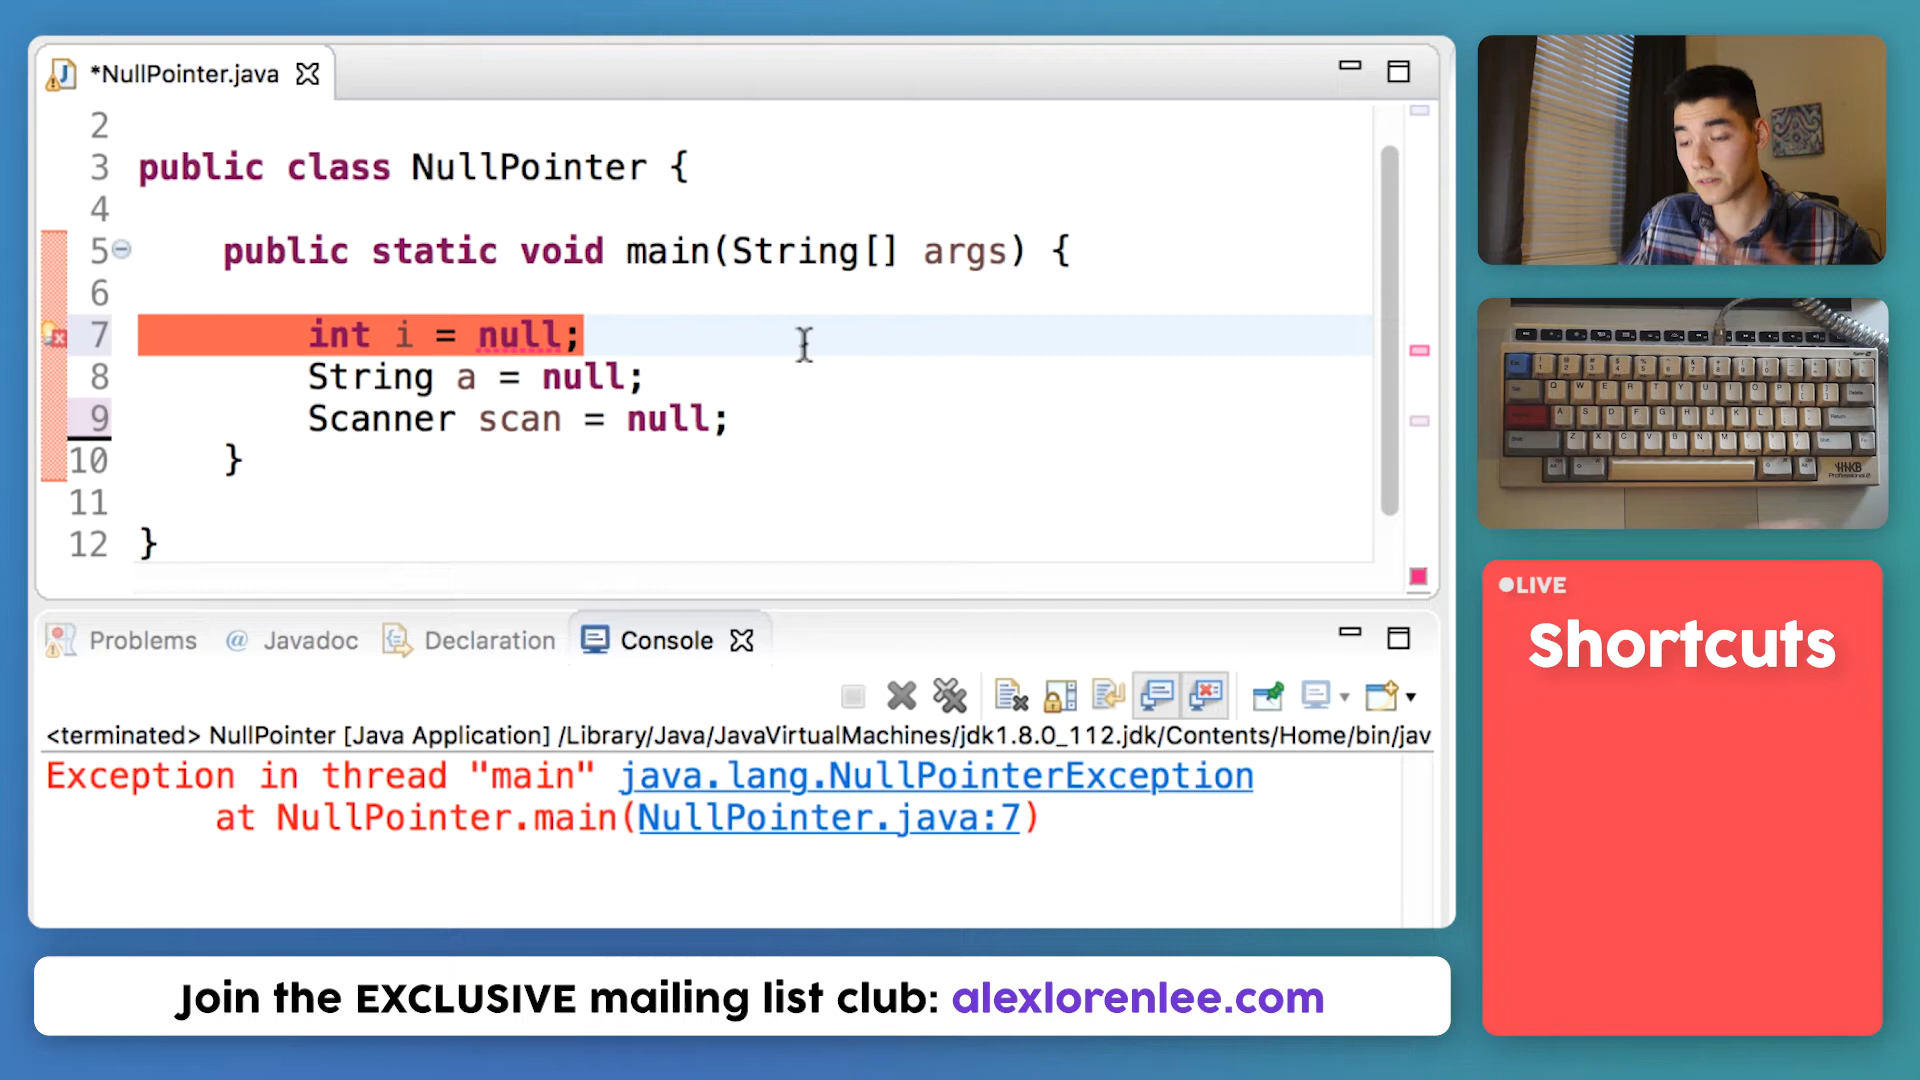 *NullPointer.java
2
3 public class NullPointer {
4
5 public static void main(String[] args) {
6
7 int i = null;
8 String a = null;
9 Scanner scan = null;
10 }
11
12 }
Problems @ Javadoc Declaration Console
<terminated> NullPointer [Java Application] /Library/Java/JavaVirtualMachines/jdk1.8.0_112.jdk/Contents/Home/bin/jav
Exception in thread "main" java.lang.NullPointerException
at NullPointer.main(NullPointer.java:7)
Join the EXCLUSIVE mailing list club: alexlorenlee.com
Q W E R T Y U I O P
A S D F G H J K L
Z X C V B N M
HHKB
Professional2
LIVE
Shortcuts